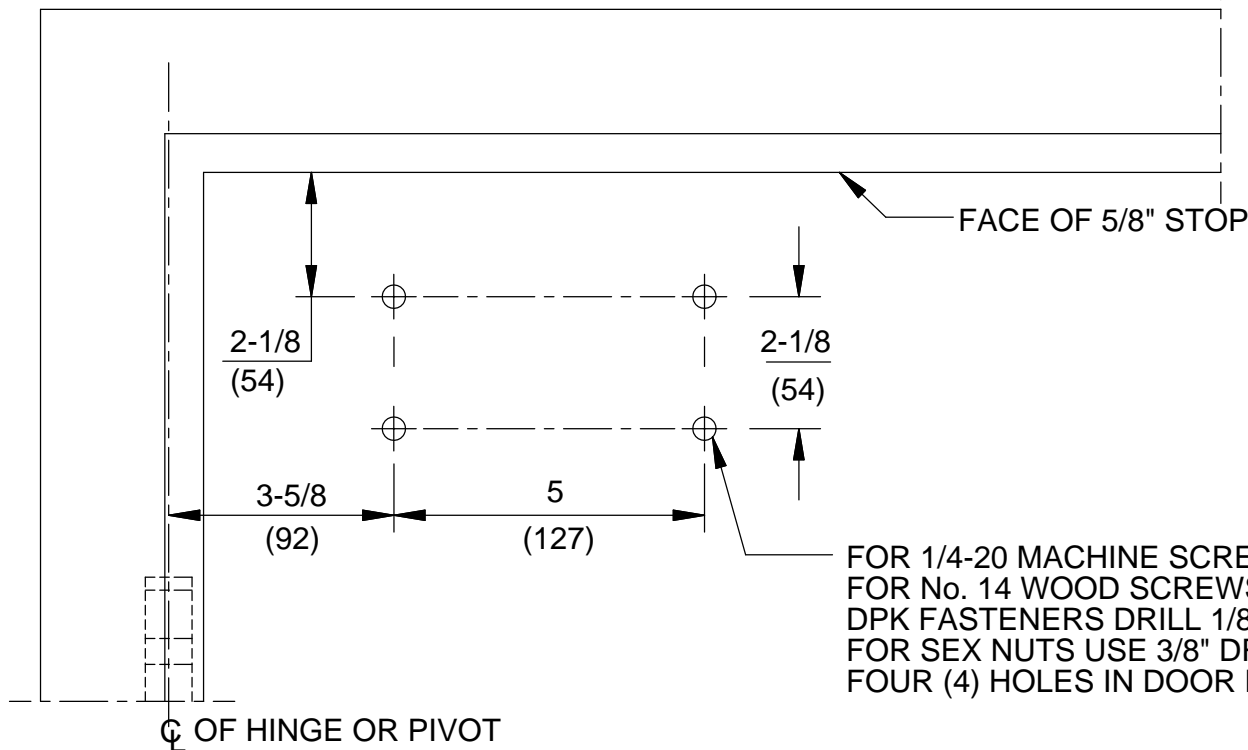 FACE OF 5/8" STOP
2-1/8
(54)
2-1/8
(54)
3-5/8
(92)
5
(127)
FOR 1/4-20 MACHINE
FOR No. 14 WOOD SCREWS
DPK FASTENERS DRILL
FOR SEX NUTS USE 3/8"
FOUR (4) HOLES IN DOOR
℄ OF HINGE OR PIVOT